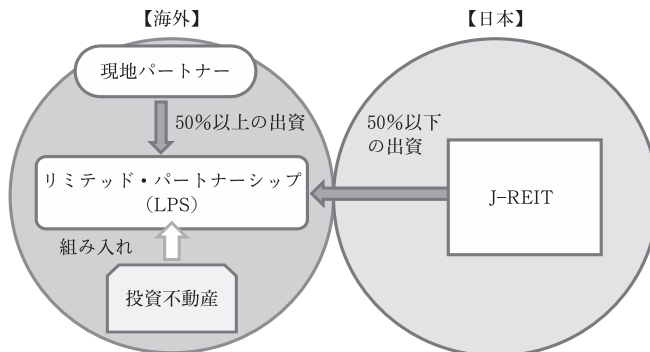 【海外】
【日本】
現地パートナー
50%以上の出資
50%以下
の出資
リミテッド・パートナーシップ
(LPS)
J-REIT
組み入れ
投資不動産